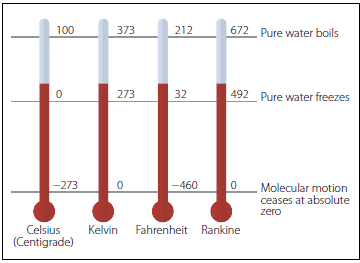 100 373 212 672 Pure water boils
0 273 32 492 Pure water freezes
−273 0 −460 0 Molecular motion
ceases at absolute
zero
Celsius Kelvin Fahrenheit Rankine
(Centigrade)